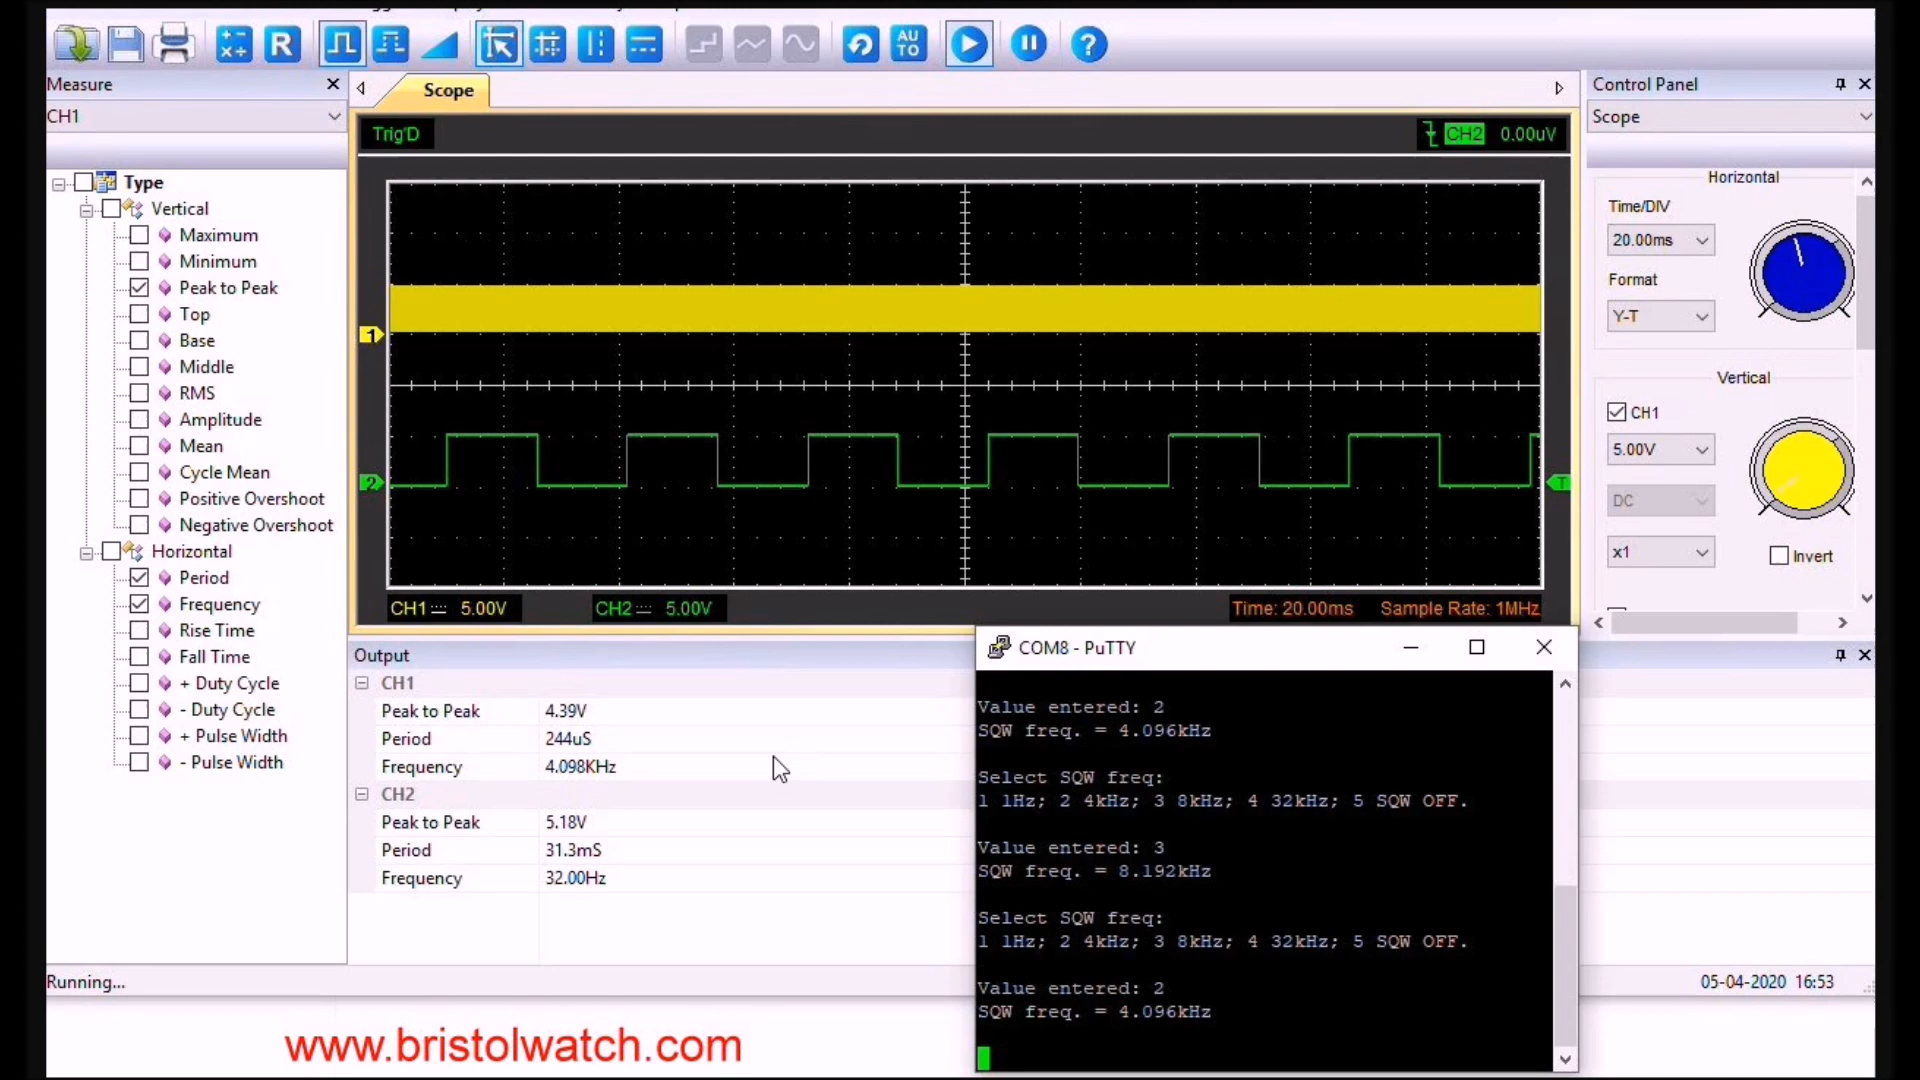 R
AU
TO
?
Measure
CH1
Type
Vertical
Maximum
Minimum
Peak to Peak
Top
Base
Middle
RMS
Amplitude
Mean
Cycle Mean
Positive Overshoot
Negative Overshoot
Horizontal
Period
Frequency
Rise Time
Fall Time
+ Duty Cycle
- Duty Cycle
+ Pulse Width
- Pulse Width
Running...
Scope
Trig'D
CH2 0.00uV
1
2
T
CH1 5.00V
CH2 5.00V
Time: 20.00ms Sample Rate: 1MHz
Control Panel
Scope
Horizontal
Time/DIV
20.00ms
Format
Y-T
Vertical
CH1
5.00V
DC
x1
Invert
Output
CH1
Peak to Peak 4.39V
Period 244uS
Frequency 4.098KHz
CH2
Peak to Peak 5.18V
Period 31.3mS
Frequency 32.00Hz
COM8 - PuTTY
Value entered: 2
SQW freq. = 4.096kHz
Select SQW freq:
1 1Hz; 2 4kHz; 3 8kHz; 4 32kHz; 5 SQW OFF.
Value entered: 3
SQW freq. = 8.192kHz
Select SQW freq:
1 1Hz; 2 4kHz; 3 8kHz; 4 32kHz; 5 SQW OFF.
Value entered: 2
SQW freq. = 4.096kHz
05-04-2020 16:53
www.bristolwatch.com